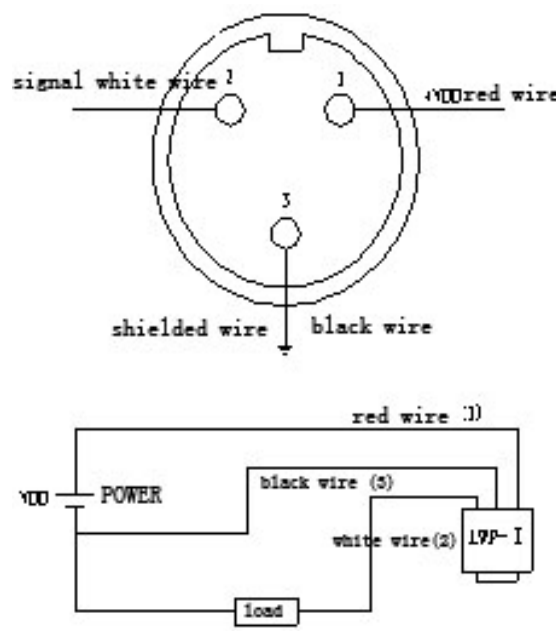 2
1
signal white wire
+VDD red wire
3
shielded wire
black wire
red wire (1)
VDD
POWER
black wire (3)
white wire(2)
load